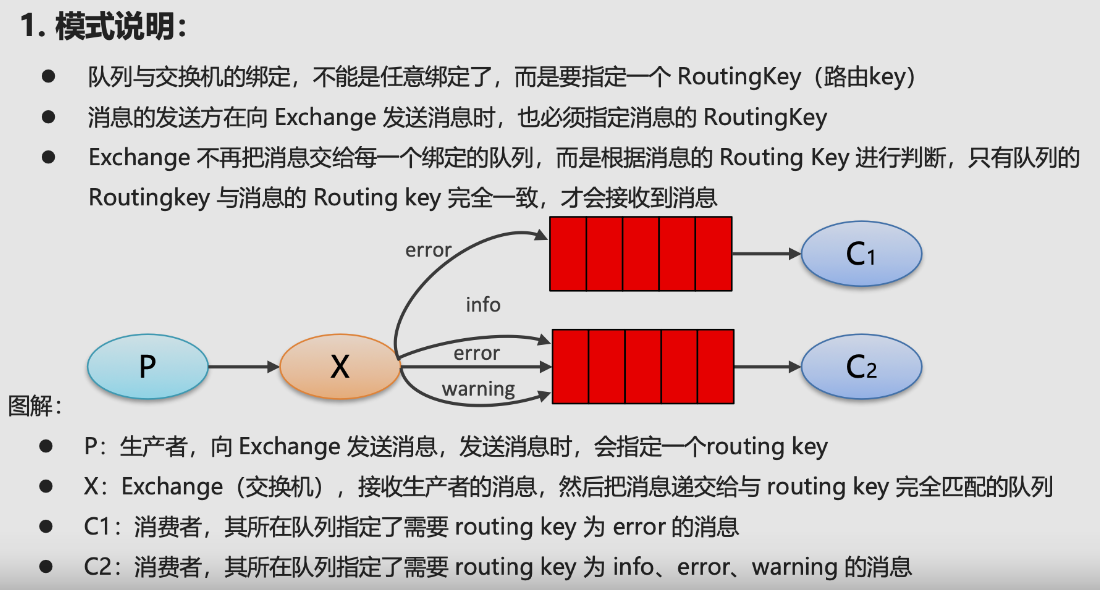 1. 模式说明：
● 队列与交换机的绑定，不能是任意绑定了，而是要指定一个 RoutingKey（路由key）
● 消息的发送方在向 Exchange 发送消息时，也必须指定消息的 RoutingKey
● Exchange 不再把消息交给每一个绑定的队列，而是根据消息的 Routing Key 进行判断，只有队列的
Routingkey 与消息的 Routing key 完全一致，才会接收到消息
error
C1
info
error
P
X
C2
warning
图解：
● P：生产者，向 Exchange 发送消息，发送消息时，会指定一个routing key
● X：Exchange（交换机），接收生产者的消息，然后把消息递交给与 routing key 完全匹配的队列
● C1：消费者，其所在队列指定了需要 routing key 为 error 的消息
● C2：消费者，其所在队列指定了需要 routing key 为 info、error、warning 的消息